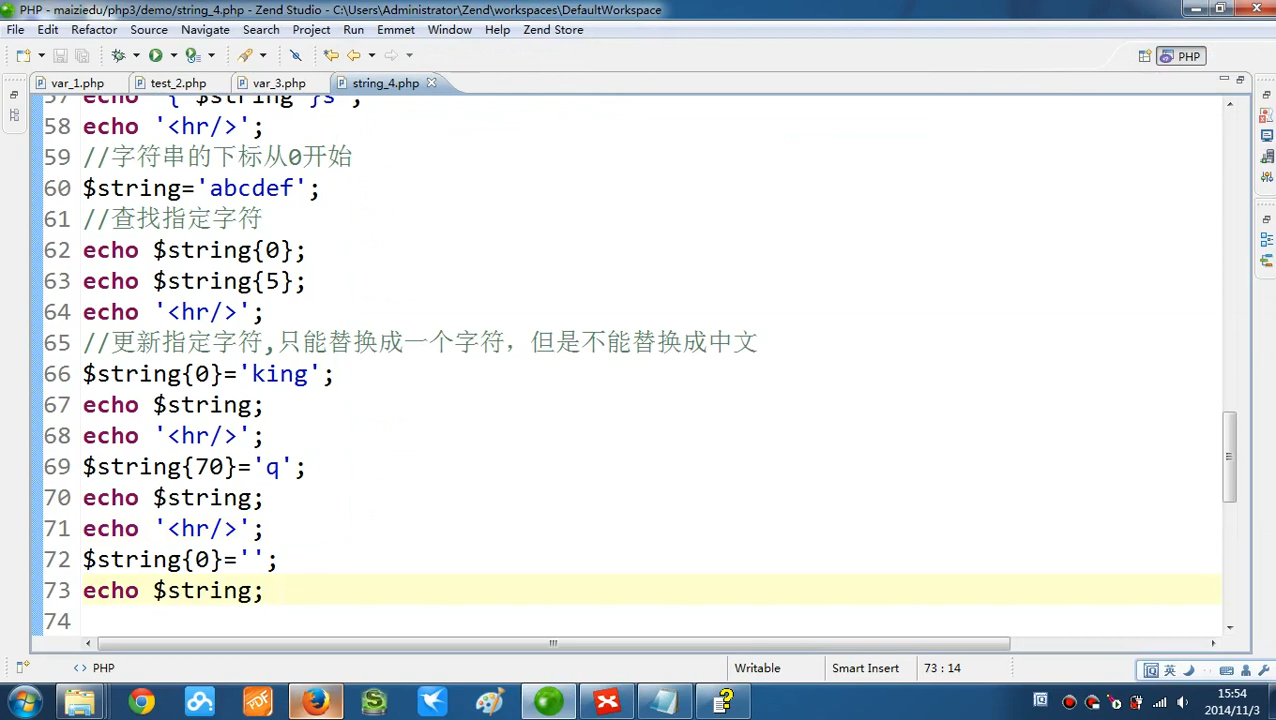 PHP - maiziedu/php3/demo/string_4.php - Zend Studio - C:\Users\Administrator\Zend\workspaces\DefaultWorkspace
File Edit Refactor Source Navigate Search Project Run Emmet Window Help Zend Store
PHP
var_1.php test_2.php var_3.php string_4.php
57 echo "{ $string }s";
58 echo '<hr/>';
59 //字符串的下标从0开始
60 $string='abcdef';
61 //查找指定字符
62 echo $string{0};
63 echo $string{5};
64 echo '<hr/>';
65 //更新指定字符,只能替换成一个字符，但是不能替换成中文
66 $string{0}='king';
67 echo $string;
68 echo '<hr/>';
69 $string{70}='q';
70 echo $string;
71 echo '<hr/>';
72 $string{0}='';
73 echo $string;
74
PHP Writable Smart Insert 73 : 14 英
15:54
2014/11/3